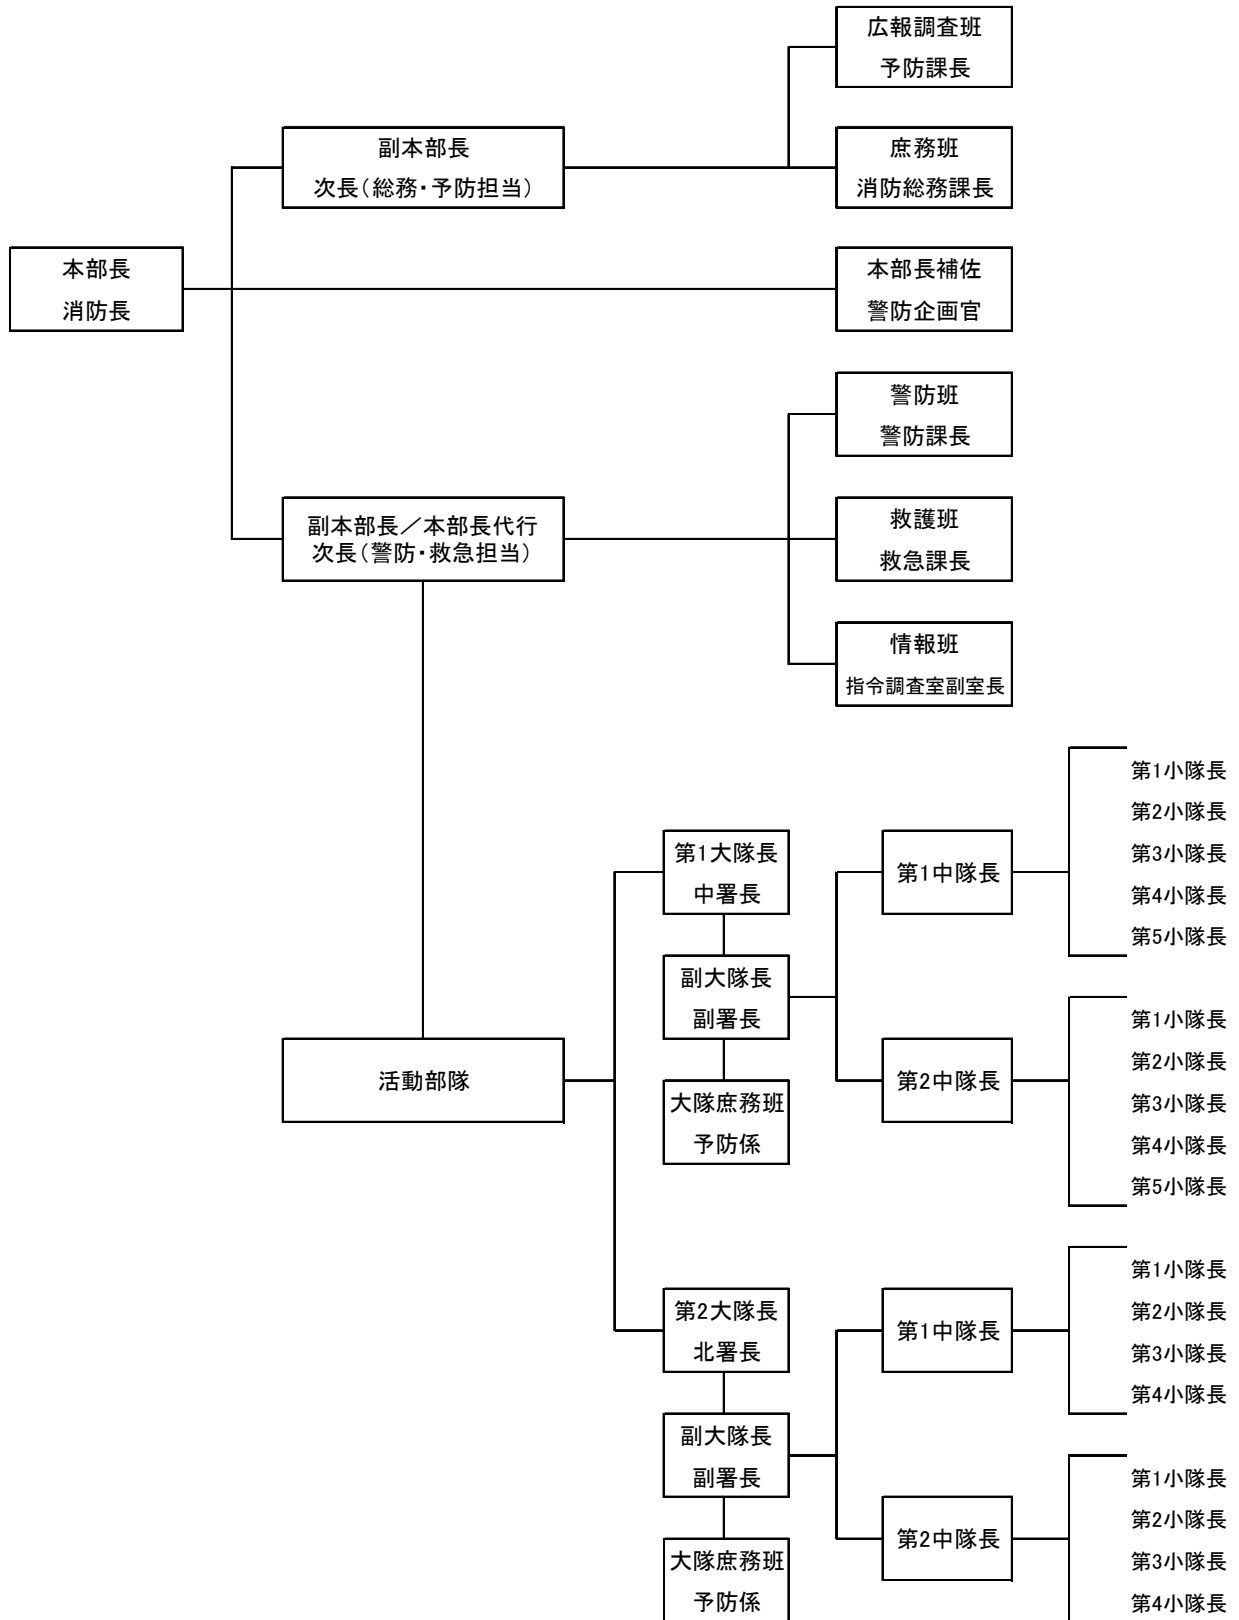 広報調査班
予防課長
副本部長
次長(総務・予防担当)
庶務班
消防総務課長
本部長
消防長
本部長補佐
警防企画官
警防班
警防課長
副本部長／本部長代行
次長(警防・救急担当)
救護班
救急課長
情報班
指令調査室副室長
第1大隊長
中署長
第1中隊長
第1小隊長
第2小隊長
第3小隊長
第4小隊長
第5小隊長
副大隊長
副署長
活動部隊
大隊庶務班
予防係
第2中隊長
第1小隊長
第2小隊長
第3小隊長
第4小隊長
第5小隊長
第2大隊長
北署長
第1中隊長
第1小隊長
第2小隊長
第3小隊長
第4小隊長
副大隊長
副署長
大隊庶務班
予防係
第2中隊長
第1小隊長
第2小隊長
第3小隊長
第4小隊長